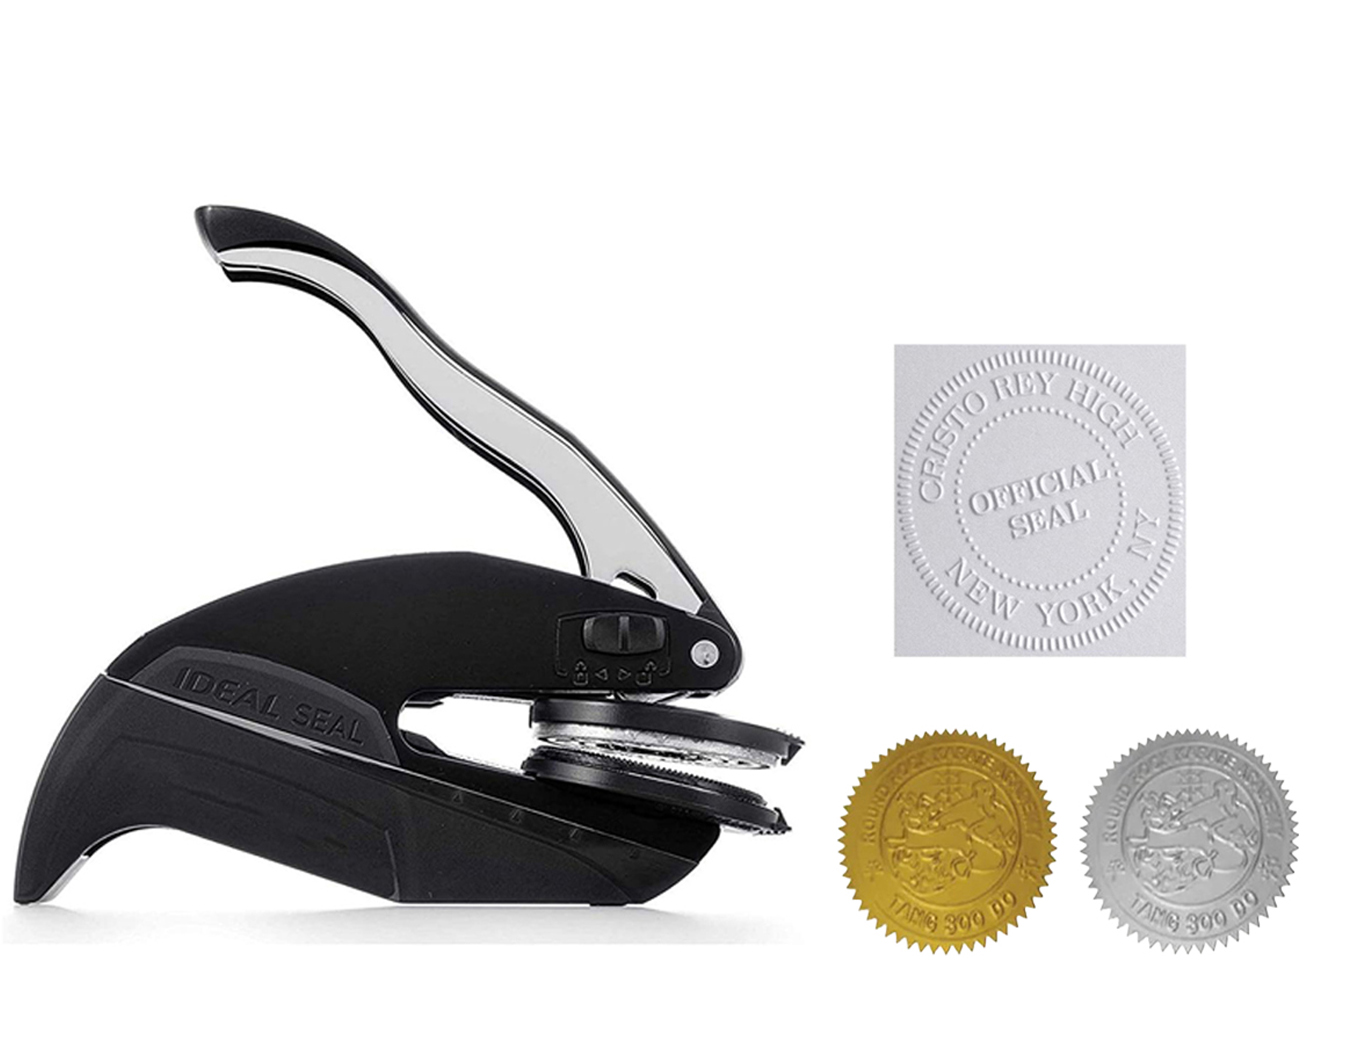 IDEAL SEAL
CRISTO REY HIGH
OFFICIAL
SEAL
NEW YORK, NY
ROUND ROCK KARATE ACADEMY
TANG SOO DO
ROUND ROCK KARATE ACADEMY
TANG SOO DO